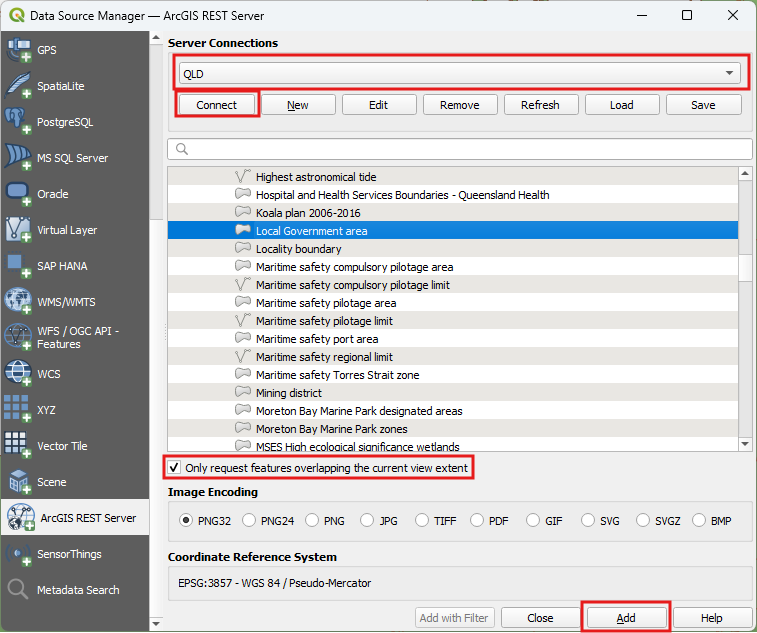 Data Source Manager — ArcGIS REST Server
GPS
SpatiaLite
PostgreSQL
MS SQL Server
Oracle
Virtual Layer
SAP HANA
WMS/WMTS
WFS / OGC API -
Features
WCS
XYZ
Vector Tile
Scene
ArcGIS REST Server
SensorThings
Metadata Search
Server Connections
QLD
Connect New Edit Remove Refresh Load Save
Highest astronomical tide
Hospital and Health Services Boundaries - Queensland Health
Koala plan 2006-2016
Local Government area
Locality boundary
Maritime safety compulsory pilotage area
Maritime safety compulsory pilotage limit
Maritime safety pilotage area
Maritime safety pilotage limit
Maritime safety port area
Maritime safety regional limit
Maritime safety Torres Strait zone
Mining district
Moreton Bay Marine Park designated areas
Moreton Bay Marine Park zones
MSES High ecological significance wetlands
Only request features overlapping the current view extent
Image Encoding
PNG32 PNG24 PNG JPG TIFF PDF GIF SVG SVGZ BMP
Coordinate Reference System
EPSG:3857 - WGS 84 / Pseudo-Mercator
Add with Filter Close Add Help